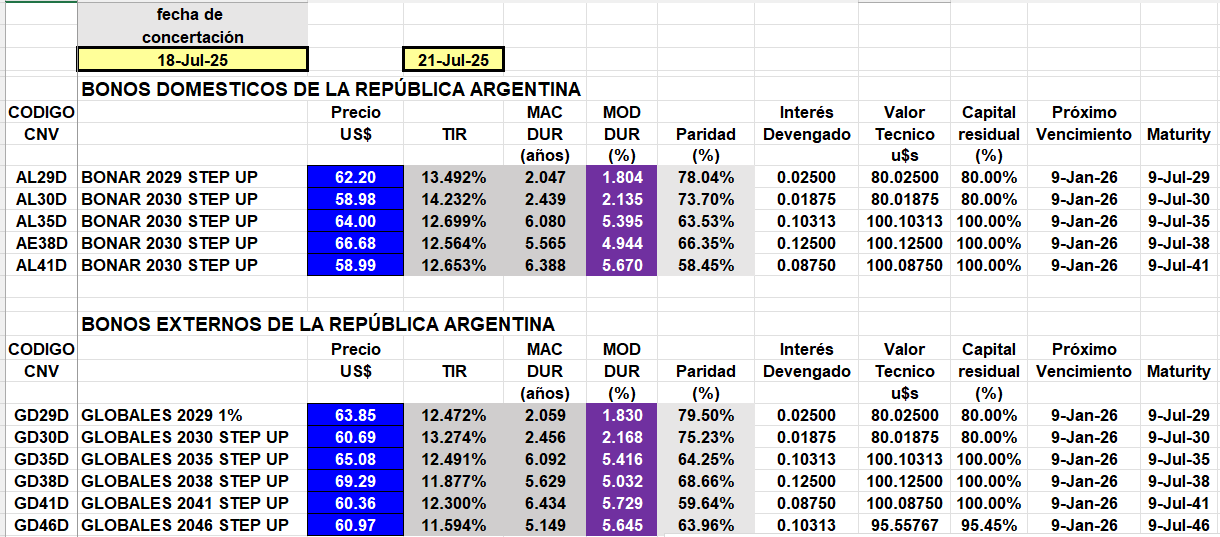 fecha de
concertación
18-Jul-25 21-Jul-25
BONOS DOMESTICOS DE LA REPÚBLICA ARGENTINA
CODIGO Precio MAC MOD Interés Valor Capital Próximo
CNV US$ TIR DUR DUR Paridad Devengado Tecnico residual Vencimiento Maturity
(años) (%) (%) u$s (%)
AL29D BONAR 2029 STEP UP 62.20 13.492% 2.047 1.804 78.04% 0.02500 80.02500 80.00% 9-Jan-26 9-Jul-29
AL30D BONAR 2030 STEP UP 58.98 14.232% 2.439 2.135 73.70% 0.01875 80.01875 80.00% 9-Jan-26 9-Jul-30
AL35D BONAR 2030 STEP UP 64.00 12.699% 6.080 5.395 63.53% 0.10313 100.10313 100.00% 9-Jan-26 9-Jul-35
AE38D BONAR 2030 STEP UP 66.68 12.564% 5.565 4.944 66.35% 0.12500 100.12500 100.00% 9-Jan-26 9-Jul-38
AL41D BONAR 2030 STEP UP 58.99 12.653% 6.388 5.670 58.45% 0.08750 100.08750 100.00% 9-Jan-26 9-Jul-41
BONOS EXTERNOS DE LA REPÚBLICA ARGENTINA
CODIGO Precio MAC MOD Interés Valor Capital Próximo
CNV US$ TIR DUR DUR Paridad Devengado Tecnico residual Vencimiento Maturity
(años) (%) (%) u$s (%)
GD29D GLOBALES 2029 1% 63.85 12.472% 2.059 1.830 79.50% 0.02500 80.02500 80.00% 9-Jan-26 9-Jul-29
GD30D GLOBALES 2030 STEP UP 60.69 13.274% 2.456 2.168 75.23% 0.01875 80.01875 80.00% 9-Jan-26 9-Jul-30
GD35D GLOBALES 2035 STEP UP 65.08 12.491% 6.092 5.416 64.25% 0.10313 100.10313 100.00% 9-Jan-26 9-Jul-35
GD38D GLOBALES 2038 STEP UP 69.29 11.877% 5.629 5.032 68.66% 0.12500 100.12500 100.00% 9-Jan-26 9-Jul-38
GD41D GLOBALES 2041 STEP UP 60.36 12.300% 6.434 5.729 59.64% 0.08750 100.08750 100.00% 9-Jan-26 9-Jul-41
GD46D GLOBALES 2046 STEP UP 60.97 11.594% 5.149 5.645 63.96% 0.10313 95.55767 95.45% 9-Jan-26 9-Jul-46